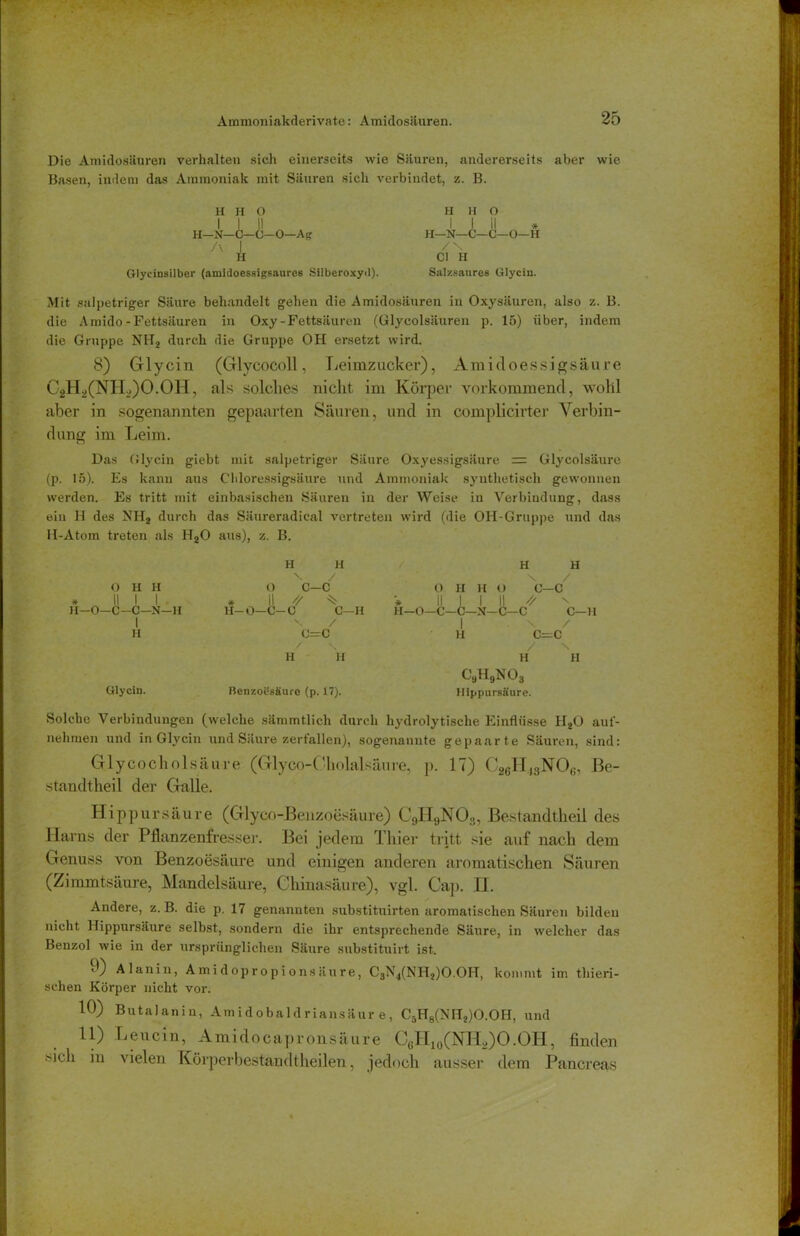 Ammoniakderivate: Amidosäuren. 25
Die Amidosäuren verhalten sich einerseits wie Säuren, andererseits aber wie
Basen, indem das Ammoniak mit Säuren sich verbindet, z. B.
H H O H H O
| | || | | || *
H—N—C—C—O—Ag H—N—C—C—O—H
/\ | / \
H Cl H
Glycinsilber (amidoessigsaures Silberoxyd). Salzsaures Glycin.
Mit salpetriger Säure behandelt gehen die Amidosäuren in Oxysäuren, also z. B.
die Amido-Fettsäuren in Oxy-Fettsäuren (Glycolsäuren p. 15) über, indem
die Gruppe NH₂ durch die Gruppe OH ersetzt wird.
8) Glycin (Glycocoll, Leimzucker), Amidoessigsäure
C₂H₂(NH₂)O.OH, als solches nicht im Körper vorkommend, wohl
aber in sogenannten gepaarten Säuren, und in complicirter Verbin-
dung im Leim.
Das Glycin giebt mit salpetriger Säure Oxyessigsäure = Glycolsäure
(p. 15). Es kann aus Chloressigsäure und Ammoniak synthetisch gewonnen
werden. Es tritt mit einbasischen Säuren in der Weise in Verbindung, dass
ein H des NH₂ durch das Säureradical vertreten wird (die OH-Gruppe und das
H-Atom treten als H₂O aus), z. B.
H H H H
\ / \ /
O H H O C—C O H H O C—C
* || | | * || // \\ * || | | || // \
H—O—C—C—N—H H—O—C—C C—H H—O—C—C—N—C—C C—H
| \ / | \ /
H C=C H C=C
/ \ / \
H H H H
C₉H₉NO₃
Glycin. Benzoësäure (p. 17). Hippursäure.
Solche Verbindungen (welche sämmtlich durch hydrolytische Einflüsse H₂O auf-
nehmen und in Glycin und Säure zerfallen), sogenannte gepaarte Säuren, sind:
Glycocholsäure (Glyco-Cholalsäure, p. 17) C₂₆H₄₃NO₆, Be-
standtheil der Galle.
Hippursäure (Glyco-Benzoësäure) C₉H₉NO₃, Bestandtheil des
Harns der Pflanzenfresser. Bei jedem Thier tritt sie auf nach dem
Genuss von Benzoësäure und einigen anderen aromatischen Säuren
(Zimmtsäure, Mandelsäure, Chinasäure), vgl. Cap. II.
Andere, z. B. die p. 17 genannten substituirten aromatischen Säuren bilden
nicht Hippursäure selbst, sondern die ihr entsprechende Säure, in welcher das
Benzol wie in der ursprünglichen Säure substituirt ist.
9) Alanin, Amidopropionsäure, C₃N₄(NH₂)O.OH, kommt im thieri-
schen Körper nicht vor.
10) Butalanin, Amidobaldriansäure, C₅H₈(NH₂)O.OH, und
11) Leucin, Amidocapronsäure C₆H₁₀(NH₂)O.OH, finden
sich in vielen Körperbestandtheilen, jedoch ausser dem Pancreas